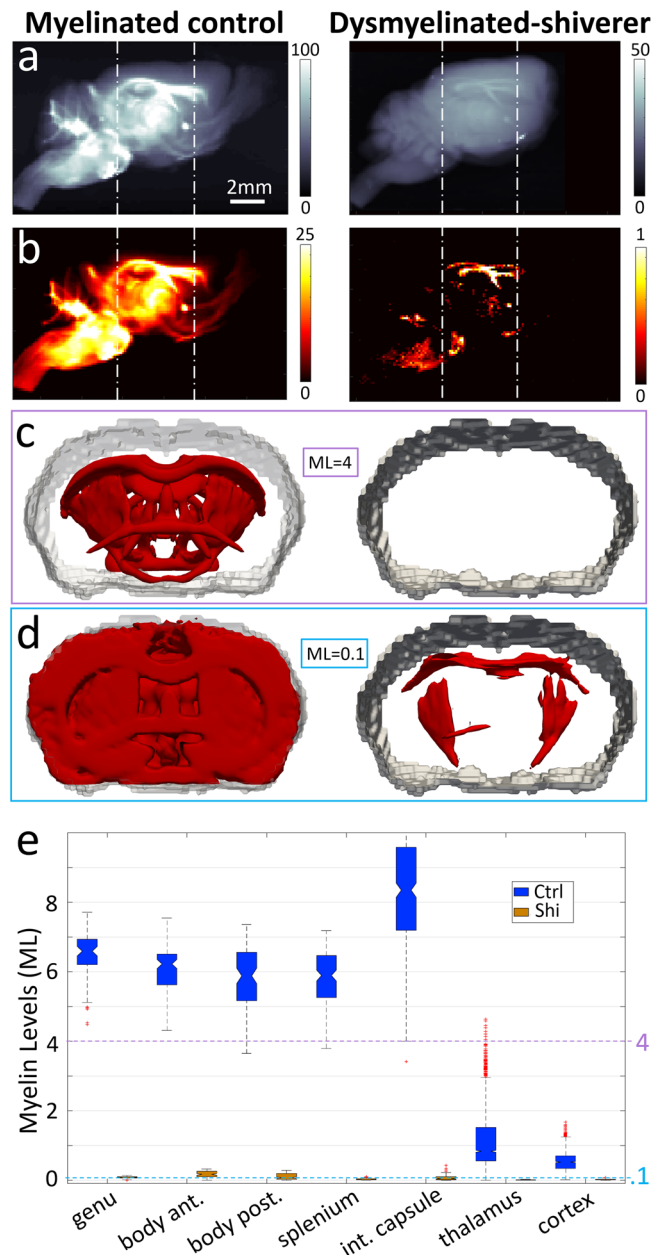 Myelinated control
Dysmyelinated-shiverer
a
100
0
2mm
50
0
b
25
0
1
0
c
ML=4
d
ML=0.1
e
Myelin Levels (ML)
8
6
4
2
0
Ctrl
Shi
4
.1
genu
body ant.
body post.
splenium
int. capsule
thalamus
cortex